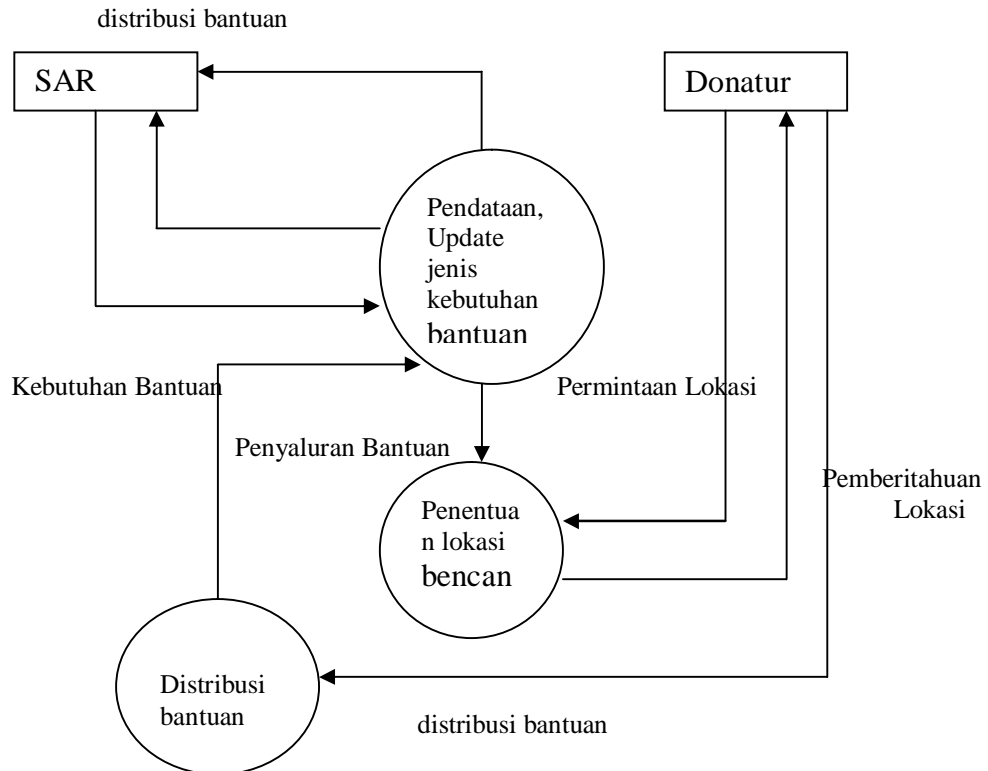 distribusi bantuan
SAR
Donatur
Pendataan,
Update
jenis
kebutuhan
bantuan
Kebutuhan Bantuan
Permintaan Lokasi
Penyaluran Bantuan
Pemberitahuan
Lokasi
Penentua
n lokasi
bencan
Distribusi
bantuan
distribusi bantuan